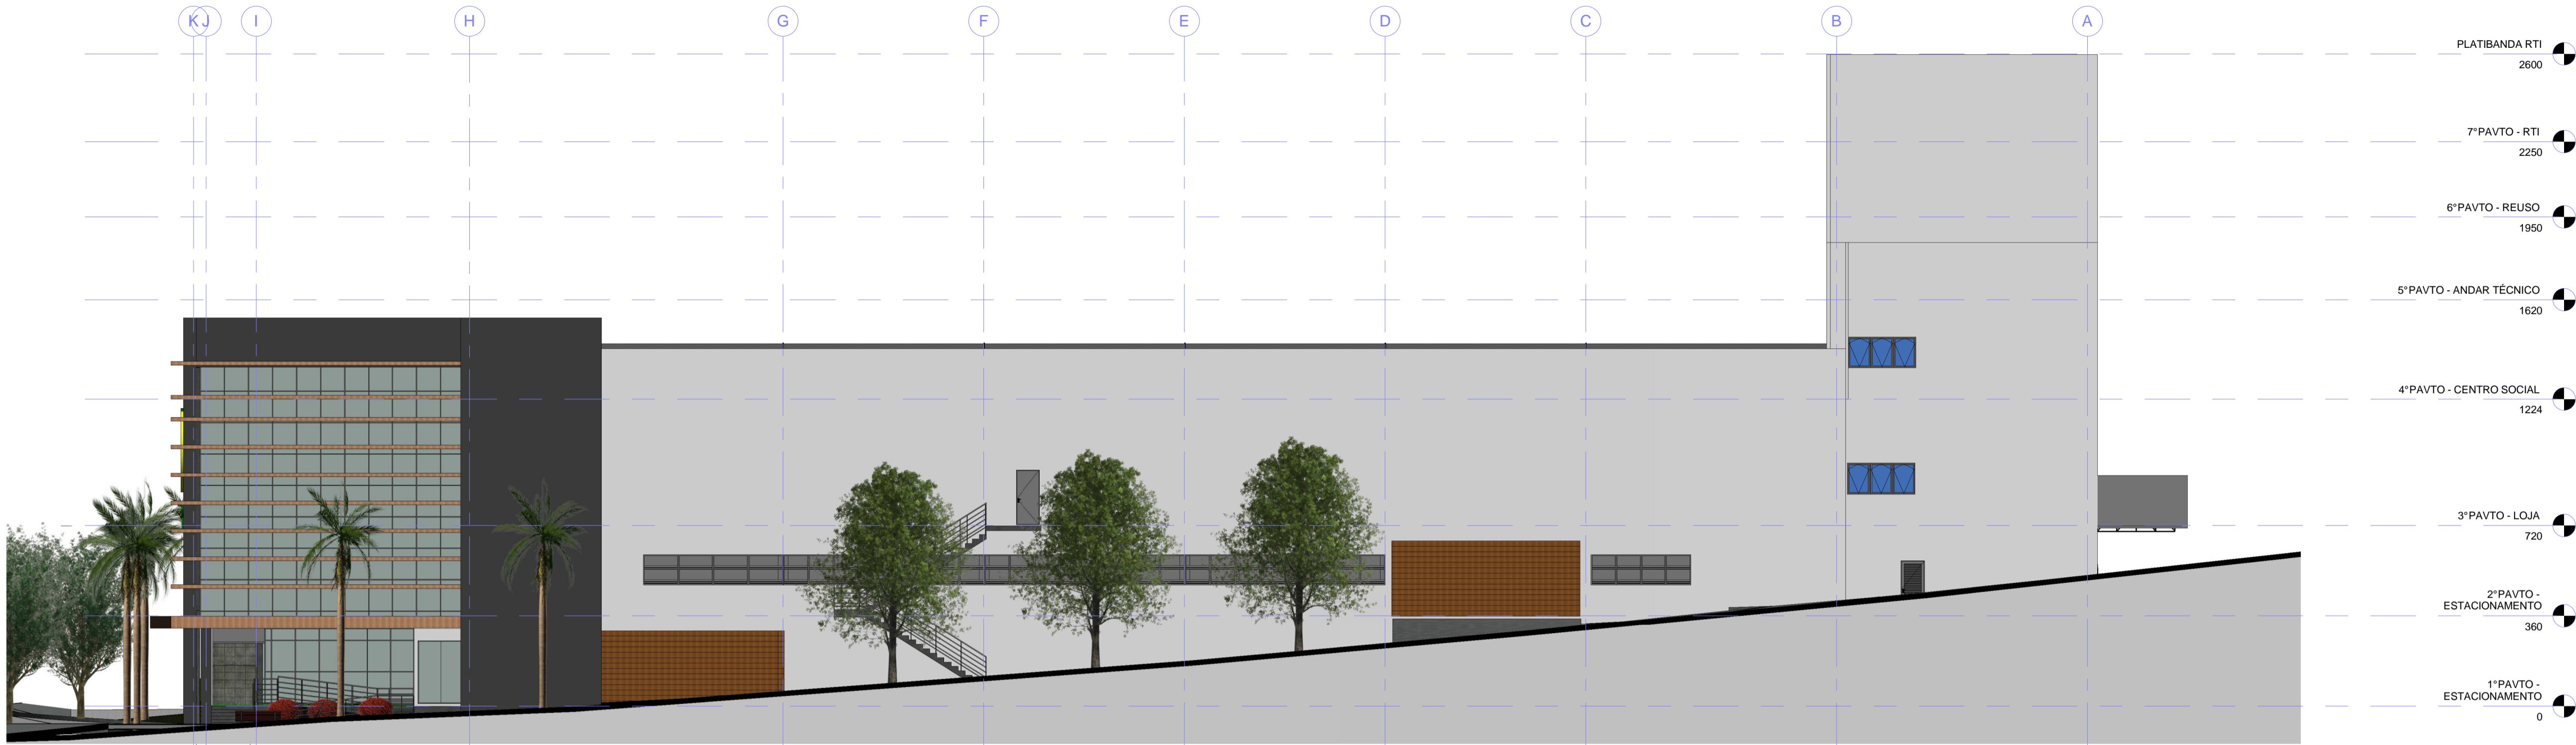 K J I H G F E D C B A
PLATIBANDA RTI
2600
7°PAVTO - RTI
2250
6°PAVTO - REUSO
1950
5°PAVTO - ANDAR TÉCNICO
1620
4°PAVTO - CENTRO SOCIAL
1224
3°PAVTO - LOJA
720
2°PAVTO -
ESTACIONAMENTO
360
1°PAVTO -
ESTACIONAMENTO
0